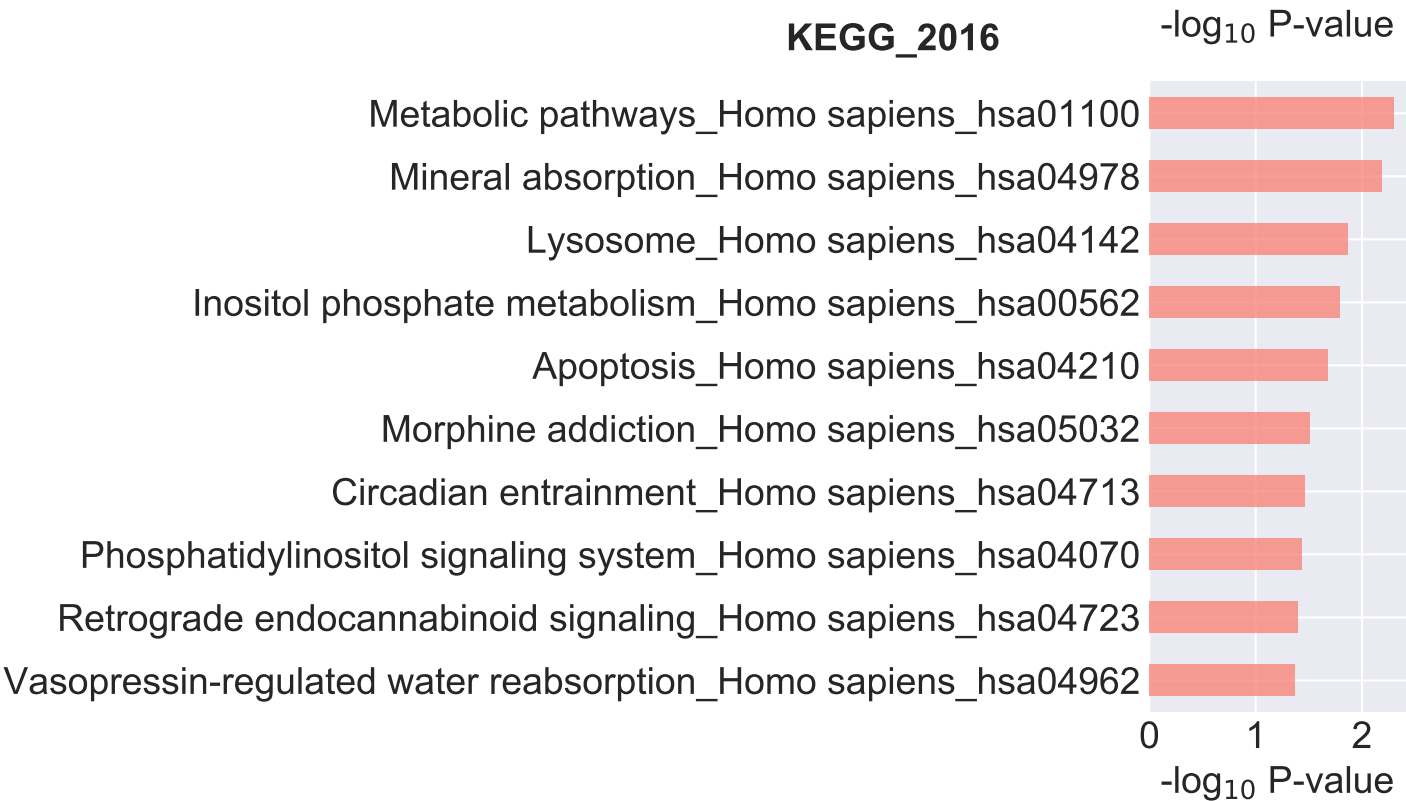 -log10 P-value
KEGG_2016
Metabolic pathways_Homo sapiens_hsa01100
Mineral absorption_Homo sapiens_hsa04978
Lysosome_Homo sapiens_hsa04142
Inositol phosphate metabolism_Homo sapiens_hsa00562
Apoptosis_Homo sapiens_hsa04210
Morphine addiction_Homo sapiens_hsa05032
Circadian entrainment_Homo sapiens_hsa04713
Phosphatidylinositol signaling system_Homo sapiens_hsa04070
Retrograde endocannabinoid signaling_Homo sapiens_hsa04723
Vasopressin-regulated water reabsorption_Homo sapiens_hsa04962
0 1 2
-log10 P-value